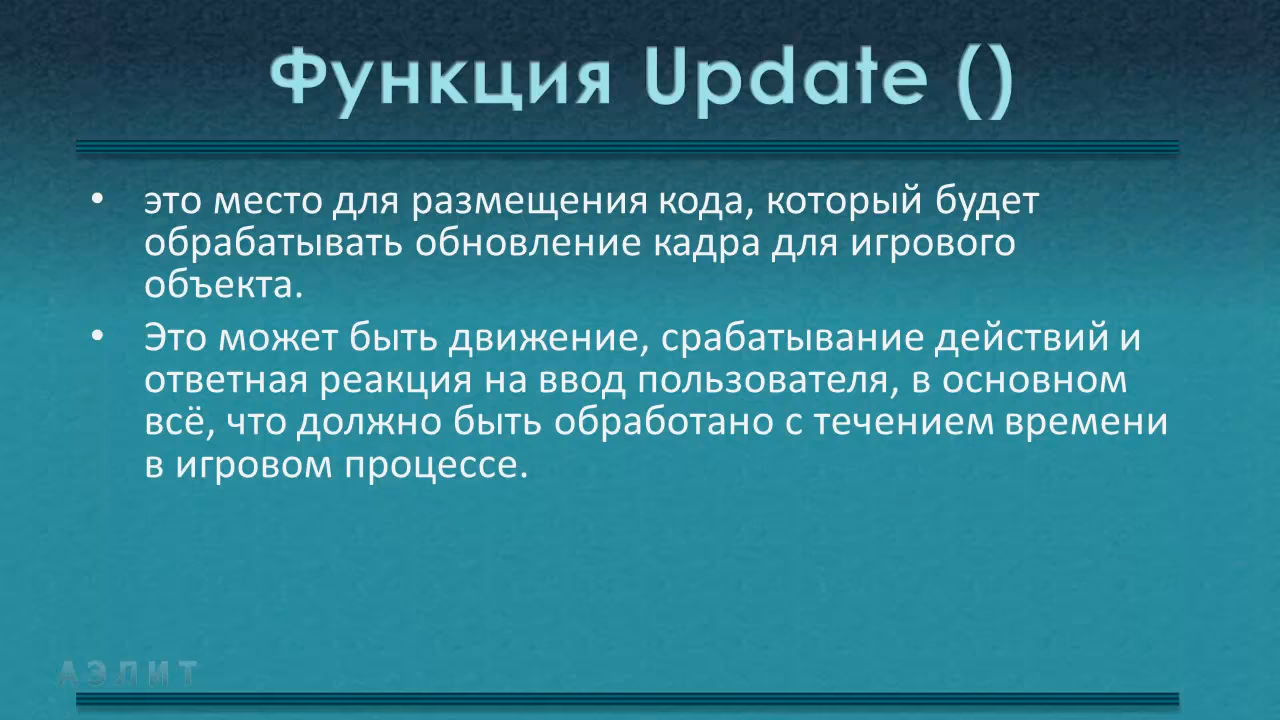 Функция Update ()
• это место для размещения кода, который будет
обрабатывать обновление кадра для игрового
объекта.
• Это может быть движение, срабатывание действий и
ответная реакция на ввод пользователя, в основном
всё, что должно быть обработано с течением времени
в игровом процессе.
АЭЛИТ